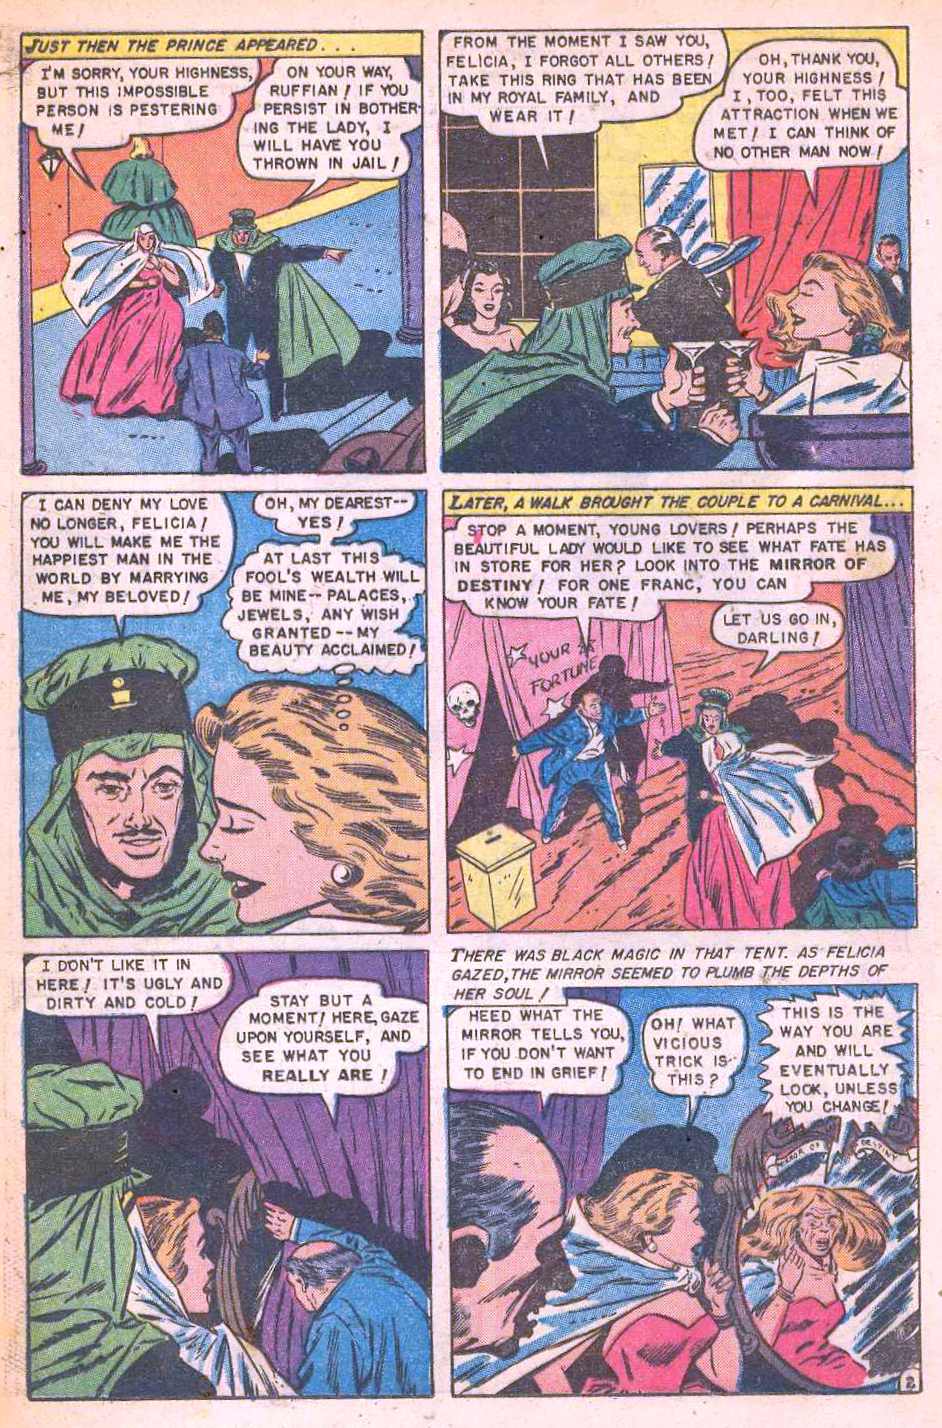 JUST THEN THE PRINCE APPEARED...
I'M SORRY, YOUR HIGHNESS,
BUT THIS IMPOSSIBLE
PERSON IS PESTERING
ME!
ON YOUR WAY,
RUFFIAN! IF YOU
PERSIST IN BOTHER-
ING THE LADY, I
WILL HAVE YOU
THROWN IN JAIL!
FROM THE MOMENT I SAW YOU,
FELICIA, I FORGOT ALL OTHERS!
TAKE THIS RING THAT HAS BEEN
IN MY ROYAL FAMILY, AND
WEAR IT!
OH, THANK YOU,
YOUR HIGHNESS!
I, TOO, FELT THIS
ATTRACTION WHEN WE
MET! I CAN THINK OF
NO OTHER MAN NOW!
I CAN DENY MY LOVE
NO LONGER, FELICIA!
YOU WILL MAKE ME THE
HAPPIEST MAN IN THE
WORLD BY MARRYING
ME, MY BELOVED!
OH, MY DEAREST--
YES!
AT LAST THIS
FOOL'S WEALTH WILL
BE MINE-- PALACES,
JEWELS, ANY WISH
GRANTED -- MY
BEAUTY ACCLAIMED!
LATER, A WALK BROUGHT THE COUPLE TO A CARNIVAL...
STOP A MOMENT, YOUNG LOVERS! PERHAPS THE
BEAUTIFUL LADY WOULD LIKE TO SEE WHAT FATE HAS
IN STORE FOR HER? LOOK INTO THE MIRROR OF
DESTINY! FOR ONE FRANC, YOU CAN
KNOW YOUR FATE!
LET US GO IN,
DARLING!
YOUR
FORTUNE
I DON'T LIKE IT IN
HERE! IT'S UGLY AND
DIRTY AND COLD!
STAY BUT A
MOMENT! HERE, GAZE
UPON YOURSELF, AND
SEE WHAT YOU
REALLY ARE!
THERE WAS BLACK MAGIC IN THAT TENT. AS FELICIA
GAZED, THE MIRROR SEEMED TO PLUMB THE DEPTHS OF
HER SOUL!
HEED WHAT THE
MIRROR TELLS YOU,
IF YOU DON'T WANT
TO END IN GRIEF!
OH! WHAT
VICIOUS
TRICK IS
THIS?
THIS IS THE
WAY YOU ARE
AND WILL
EVENTUALLY
LOOK, UNLESS
YOU CHANGE!
MIRROR OF DESTINY
2